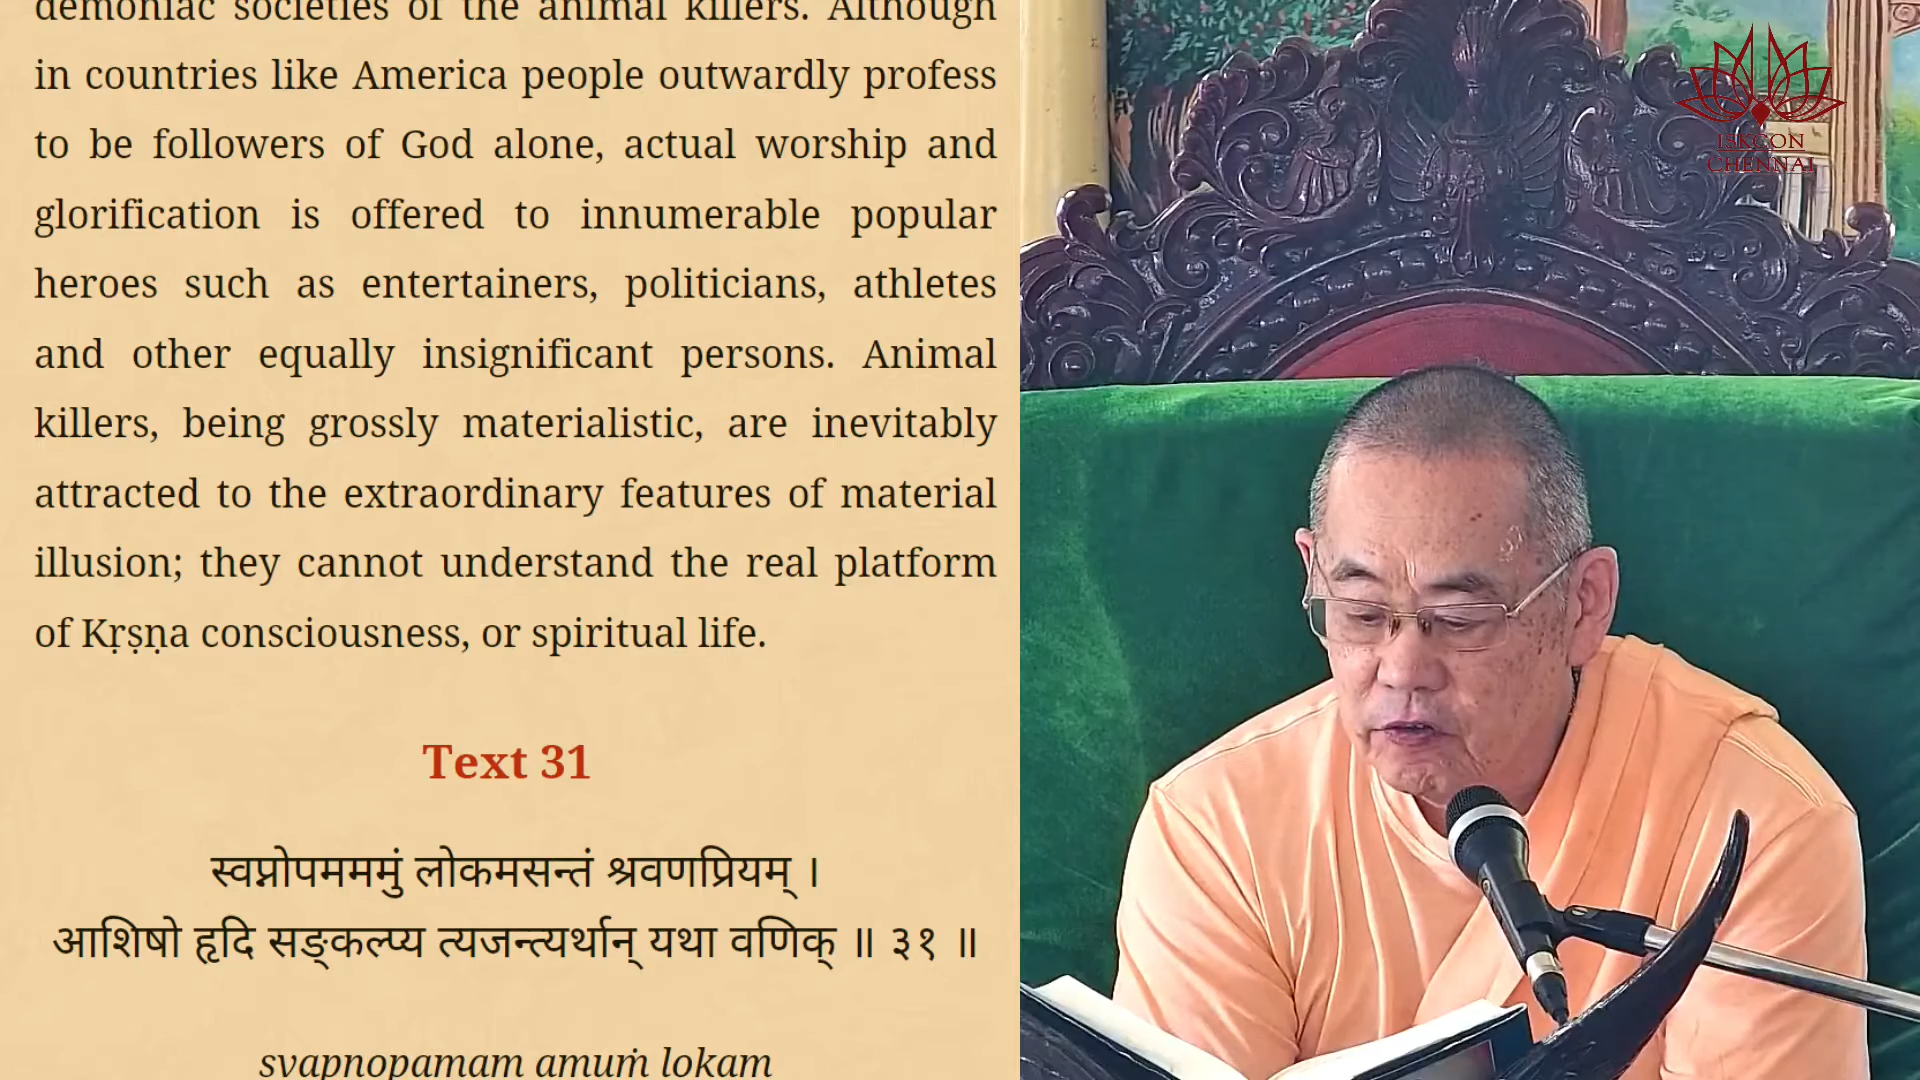 demoniac societies of the animal killers. Although
in countries like America people outwardly profess
to be followers of God alone, actual worship and
glorification is offered to innumerable popular
heroes such as entertainers, politicians, athletes
and other equally insignificant persons. Animal
killers, being grossly materialistic, are inevitably
attracted to the extraordinary features of material
illusion; they cannot understand the real platform
of Kṛṣṇa consciousness, or spiritual life.
Text 31
स्वप्नोपमममुं लोकमसन्तं श्रवणप्रियम् ।
आशिषो हृदि सङ्कल्प्य त्यजन्त्यर्थान् यथा वणिक् ॥ ३१ ॥
svapnopamam amuṁ lokam
ISKCON
CHENNAI